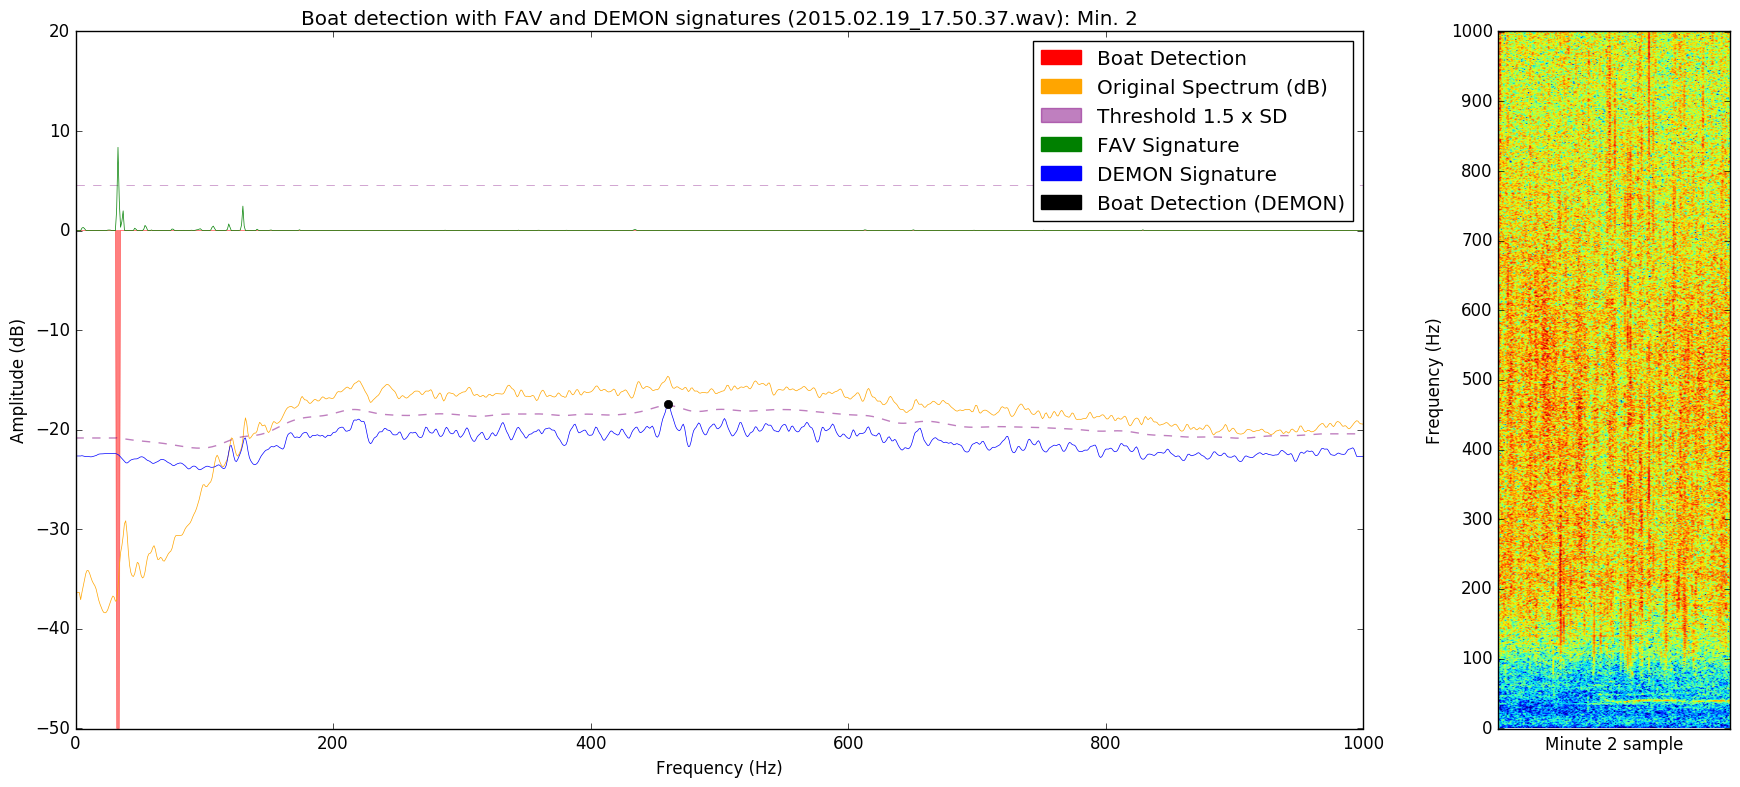 Boat detection with FAV and DEMON signatures (2015.02.19_17.50.37.wav): Min. 2
20
10
0
−10
−20
−30
−40
−50
Amplitude (dB)
0 200 400 600 800 1000
Frequency (Hz)
Boat Detection
Original Spectrum (dB)
Threshold 1.5 x SD
FAV Signature
DEMON Signature
Boat Detection (DEMON)
1000
900
800
700
600
500
400
300
200
100
0
Frequency (Hz)
Minute 2 sample